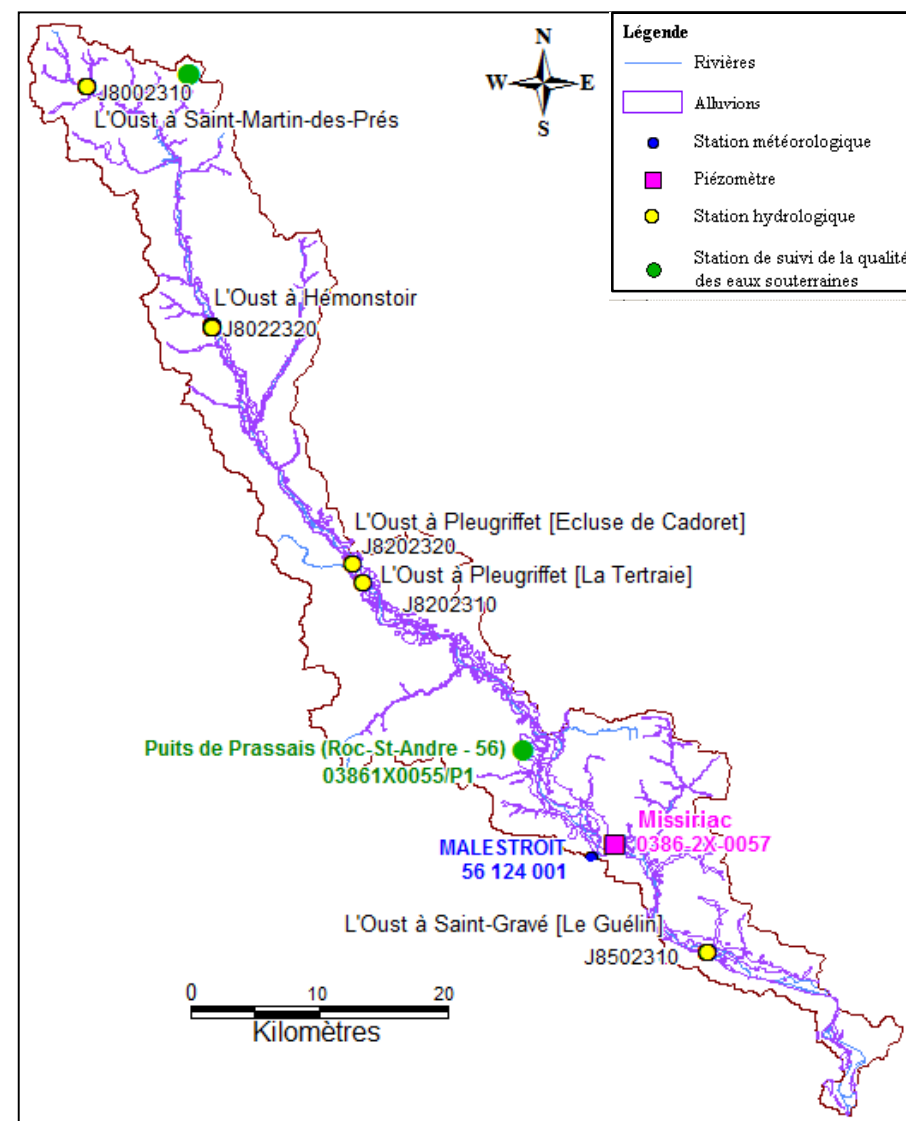 Légende
Rivières
Alluvions
Station météorologique
Piézomètre
Station hydrologique
Station de suivi de la qualité
des eaux souterraines
N
W
E
S
J8002310
L'Oust à Saint-Martin-des-Prés
L'Oust à Hémonstoir
J8022320
L'Oust à Pleugriffet [Ecluse de Cadoret]
J8202320
L'Oust à Pleugriffet [La Tertraie]
J8202310
Puits de Prassais (Roc-St-Andre - 56)
03861X0055/P1
Missiriac
0386-2X-0057
MALESTROIT
56 124 001
L'Oust à Saint-Gravé [Le Guélin]
J8502310
0 10 20
Kilomètres